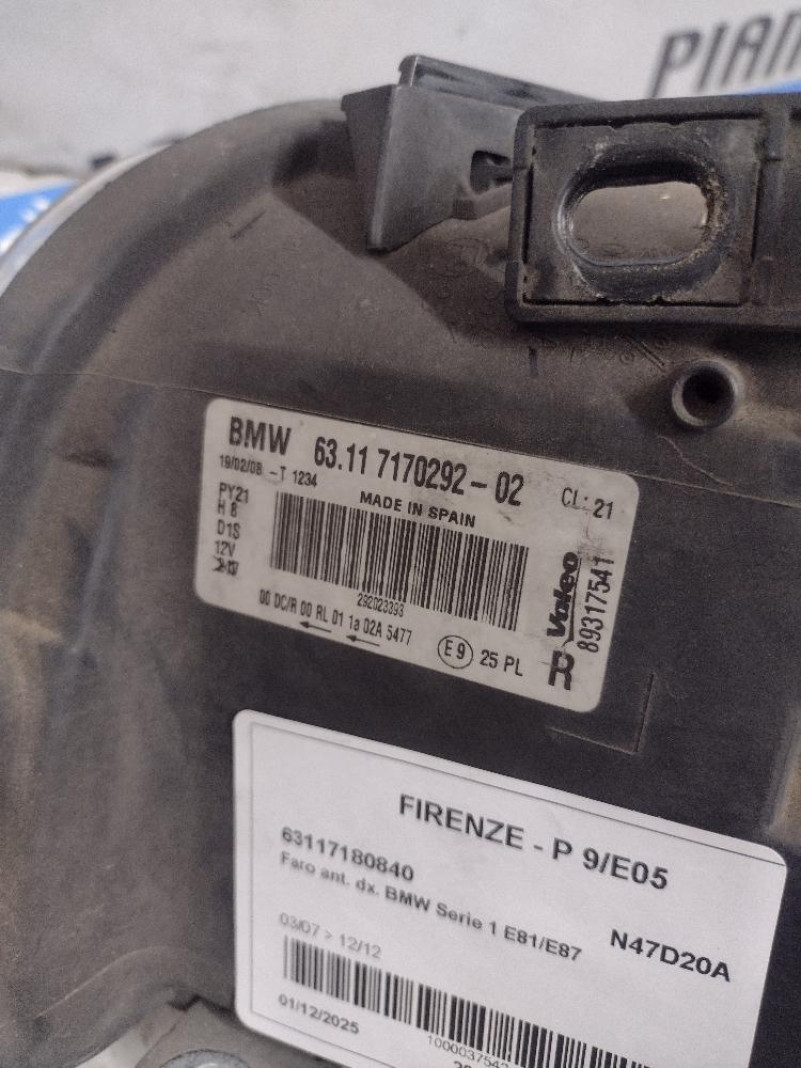 PIAM
BMW 63.11 7170292-02 CL: 21
19/02/08 -T 1234
MADE IN SPAIN
PY21
H 8
D1S
12V
292023393
00 DC/R 00 RL 01 1a 02A 5477
E9 25 PL
Valeo
R 89317541
FIRENZE - P 9/E05
63117180840
Faro ant. dx. BMW Serie 1 E81/E87
03/07 > 12/12 N47D20A
01/12/2025